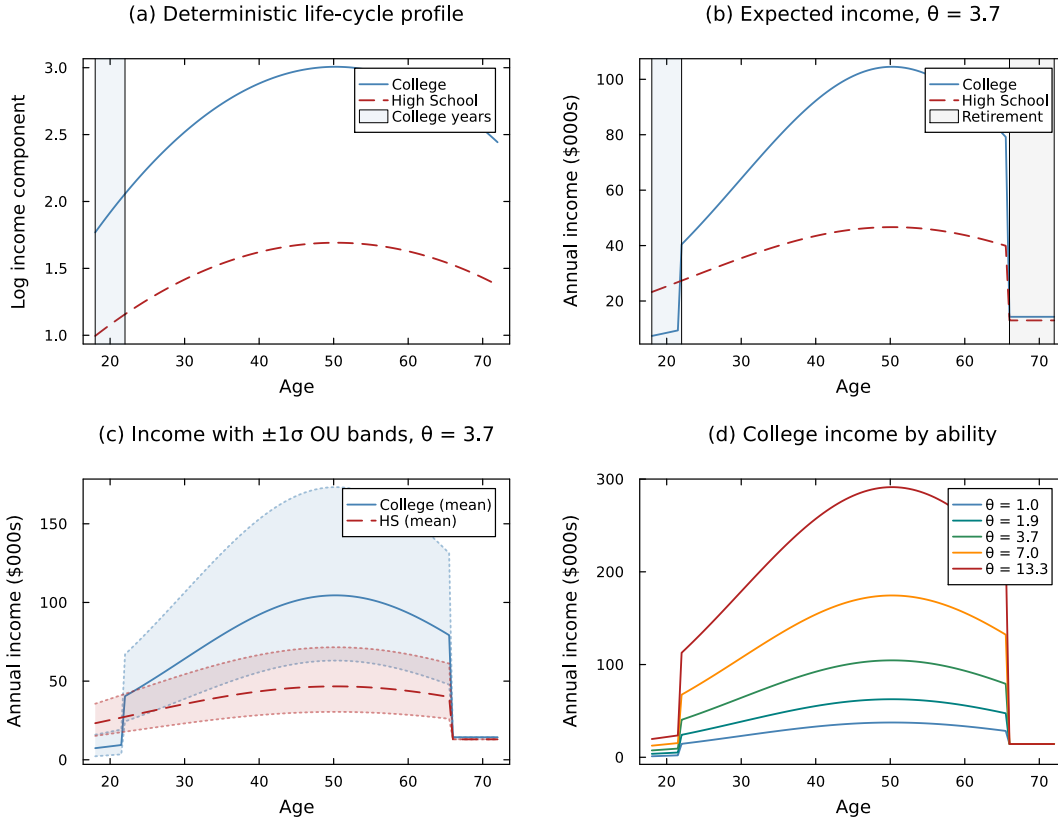 (a) Deterministic life-cycle profile
Log income component
3.0
2.5
2.0
1.5
1.0
College
High School
College years
20 30 40 50 60 70
Age
(b) Expected income, θ = 3.7
Annual income ($000s)
100
80
60
40
20
College
High School
Retirement
20 30 40 50 60 70
Age
(c) Income with ±1σ OU bands, θ = 3.7
Annual income ($000s)
150
100
50
0
College (mean)
HS (mean)
20 30 40 50 60 70
Age
(d) College income by ability
Annual income ($000s)
300
200
100
0
θ = 1.0
θ = 1.9
θ = 3.7
θ = 7.0
θ = 13.3
20 30 40 50 60 70
Age